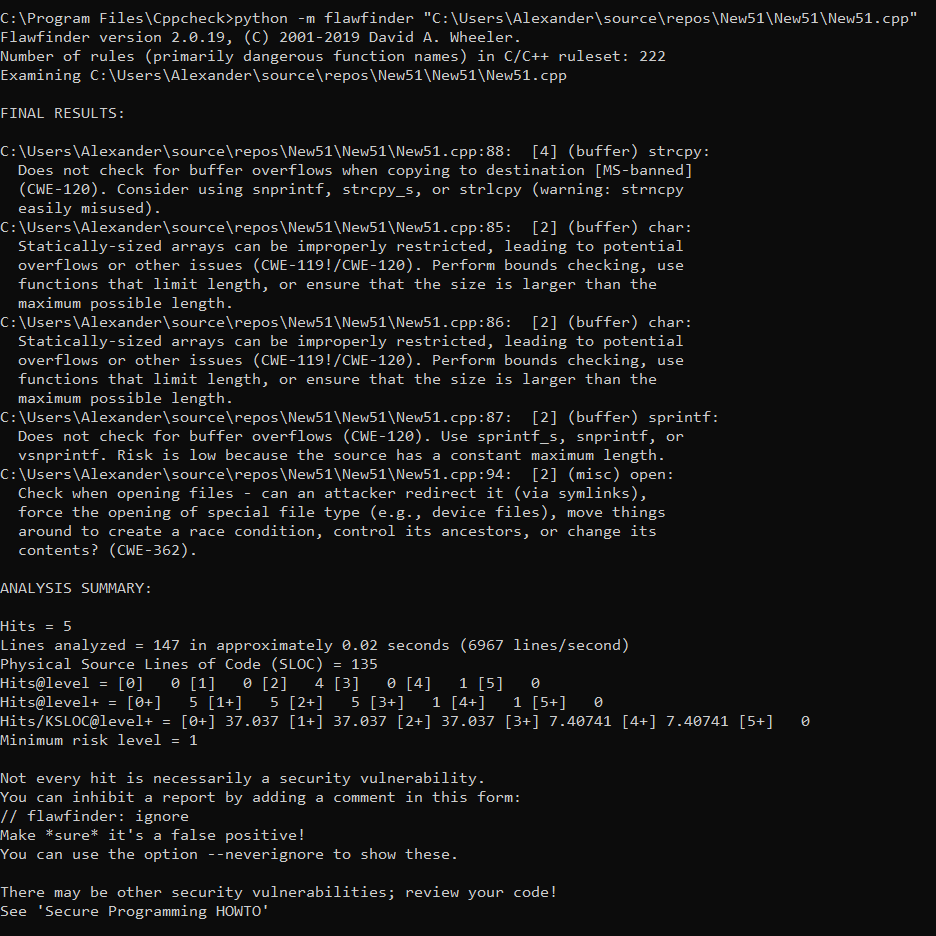 C:\Program Files\Cppcheck>python -m flawfinder "C:\Users\Alexander\source\repos\New51\New51\New51.cpp"
Flawfinder version 2.0.19, (C) 2001-2019 David A. Wheeler.
Number of rules (primarily dangerous function names) in C/C++ ruleset: 222
Examining C:\Users\Alexander\source\repos\New51\New51\New51.cpp

FINAL RESULTS:

C:\Users\Alexander\source\repos\New51\New51\New51.cpp:88:  [4] (buffer) strcpy:
  Does not check for buffer overflows when copying to destination [MS-banned]
  (CWE-120). Consider using snprintf, strcpy_s, or strlcpy (warning: strncpy
  easily misused).
C:\Users\Alexander\source\repos\New51\New51\New51.cpp:85:  [2] (buffer) char:
  Statically-sized arrays can be improperly restricted, leading to potential
  overflows or other issues (CWE-119!/CWE-120). Perform bounds checking, use
  functions that limit length, or ensure that the size is larger than the
  maximum possible length.
C:\Users\Alexander\source\repos\New51\New51\New51.cpp:86:  [2] (buffer) char:
  Statically-sized arrays can be improperly restricted, leading to potential
  overflows or other issues (CWE-119!/CWE-120). Perform bounds checking, use
  functions that limit length, or ensure that the size is larger than the
  maximum possible length.
C:\Users\Alexander\source\repos\New51\New51\New51.cpp:87:  [2] (buffer) sprintf:
  Does not check for buffer overflows (CWE-120). Use sprintf_s, snprintf, or
  vsnprintf. Risk is low because the source has a constant maximum length.
C:\Users\Alexander\source\repos\New51\New51\New51.cpp:94:  [2] (misc) open:
  Check when opening files - can an attacker redirect it (via symlinks),
  force the opening of special file type (e.g., device files), move things
  around to create a race condition, control its ancestors, or change its
  contents? (CWE-362).

ANALYSIS SUMMARY:

Hits = 5
Lines analyzed = 147 in approximately 0.02 seconds (6967 lines/second)
Physical Source Lines of Code (SLOC) = 135
Hits@level = [0]   0 [1]   0 [2]   4 [3]   0 [4]   1 [5]   0
Hits@level+ = [0+]   5 [1+]   5 [2+]   5 [3+]   1 [4+]   1 [5+]   0
Hits/KSLOC@level+ = [0+] 37.037 [1+] 37.037 [2+] 37.037 [3+] 7.40741 [4+] 7.40741 [5+]   0
Minimum risk level = 1

Not every hit is necessarily a security vulnerability.
You can inhibit a report by adding a comment in this form:
// flawfinder: ignore
Make *sure* it's a false positive!
You can use the option --neverignore to show these.

There may be other security vulnerabilities; review your code!
See 'Secure Programming HOWTO'